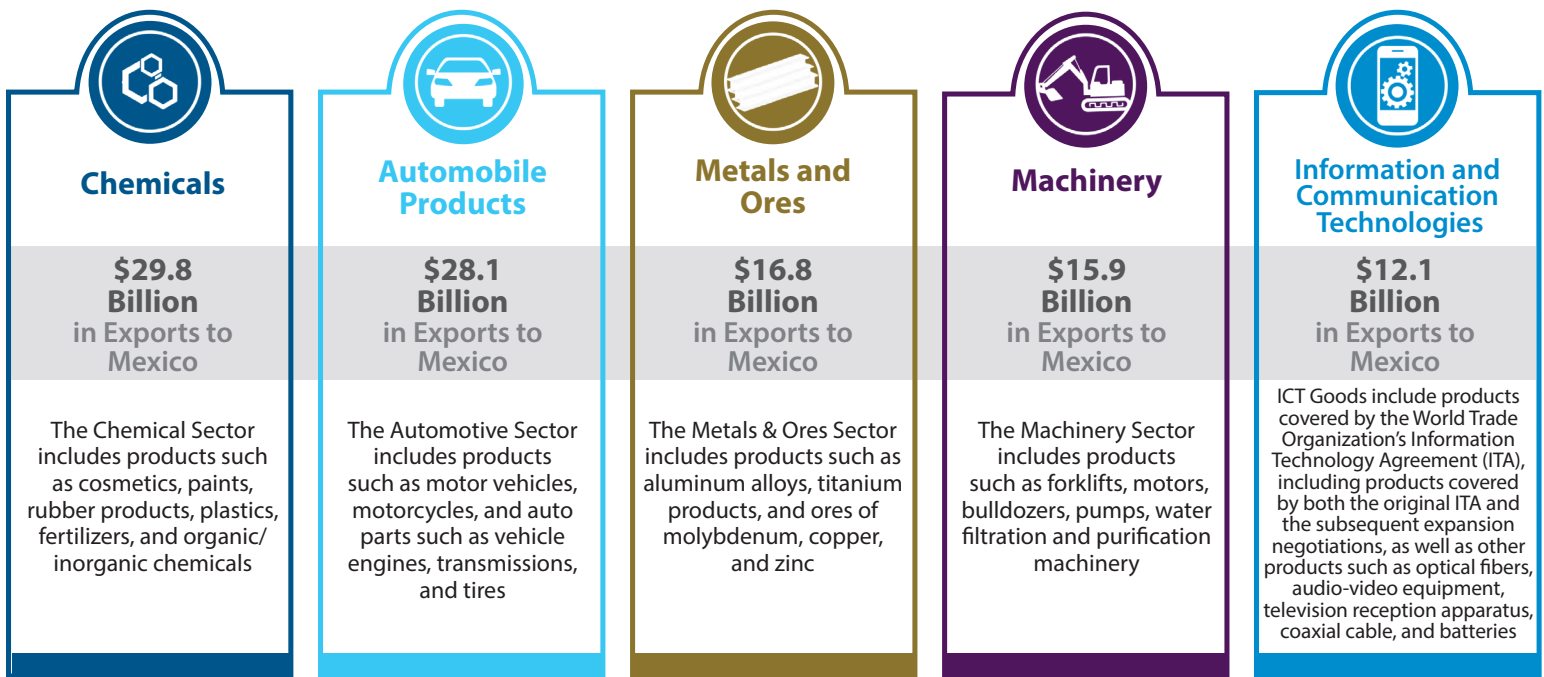 Chemicals
$29.8
Billion
in Exports to
Mexico
The Chemical Sector
includes products such
as cosmetics, paints,
rubber products, plastics,
fertilizers, and organic/
inorganic chemicals
Automobile
Products
$28.1
Billion
in Exports to
Mexico
The Automotive Sector
includes products
such as motor vehicles,
motorcycles, and auto
parts such as vehicle
engines, transmissions,
and tires
Metals and
Ores
$16.8
Billion
in Exports to
Mexico
The Metals & Ores Sector
includes products such as
aluminum alloys, titanium
products, and ores of
molybdenum, copper,
and zinc
Machinery
$15.9
Billion
in Exports to
Mexico
The Machinery Sector
includes products
such as forklifts, motors,
bulldozers, pumps, water
filtration and purification
machinery
Information and
Communication
Technologies
$12.1
Billion
in Exports to
Mexico
ICT Goods include products
covered by the World Trade
Organization’s Information
Technology Agreement (ITA),
including products covered
by both the original ITA and
the subsequent expansion
negotiations, as well as other
products such as optical fibers,
audio-video equipment,
television reception apparatus,
coaxial cable, and batteries